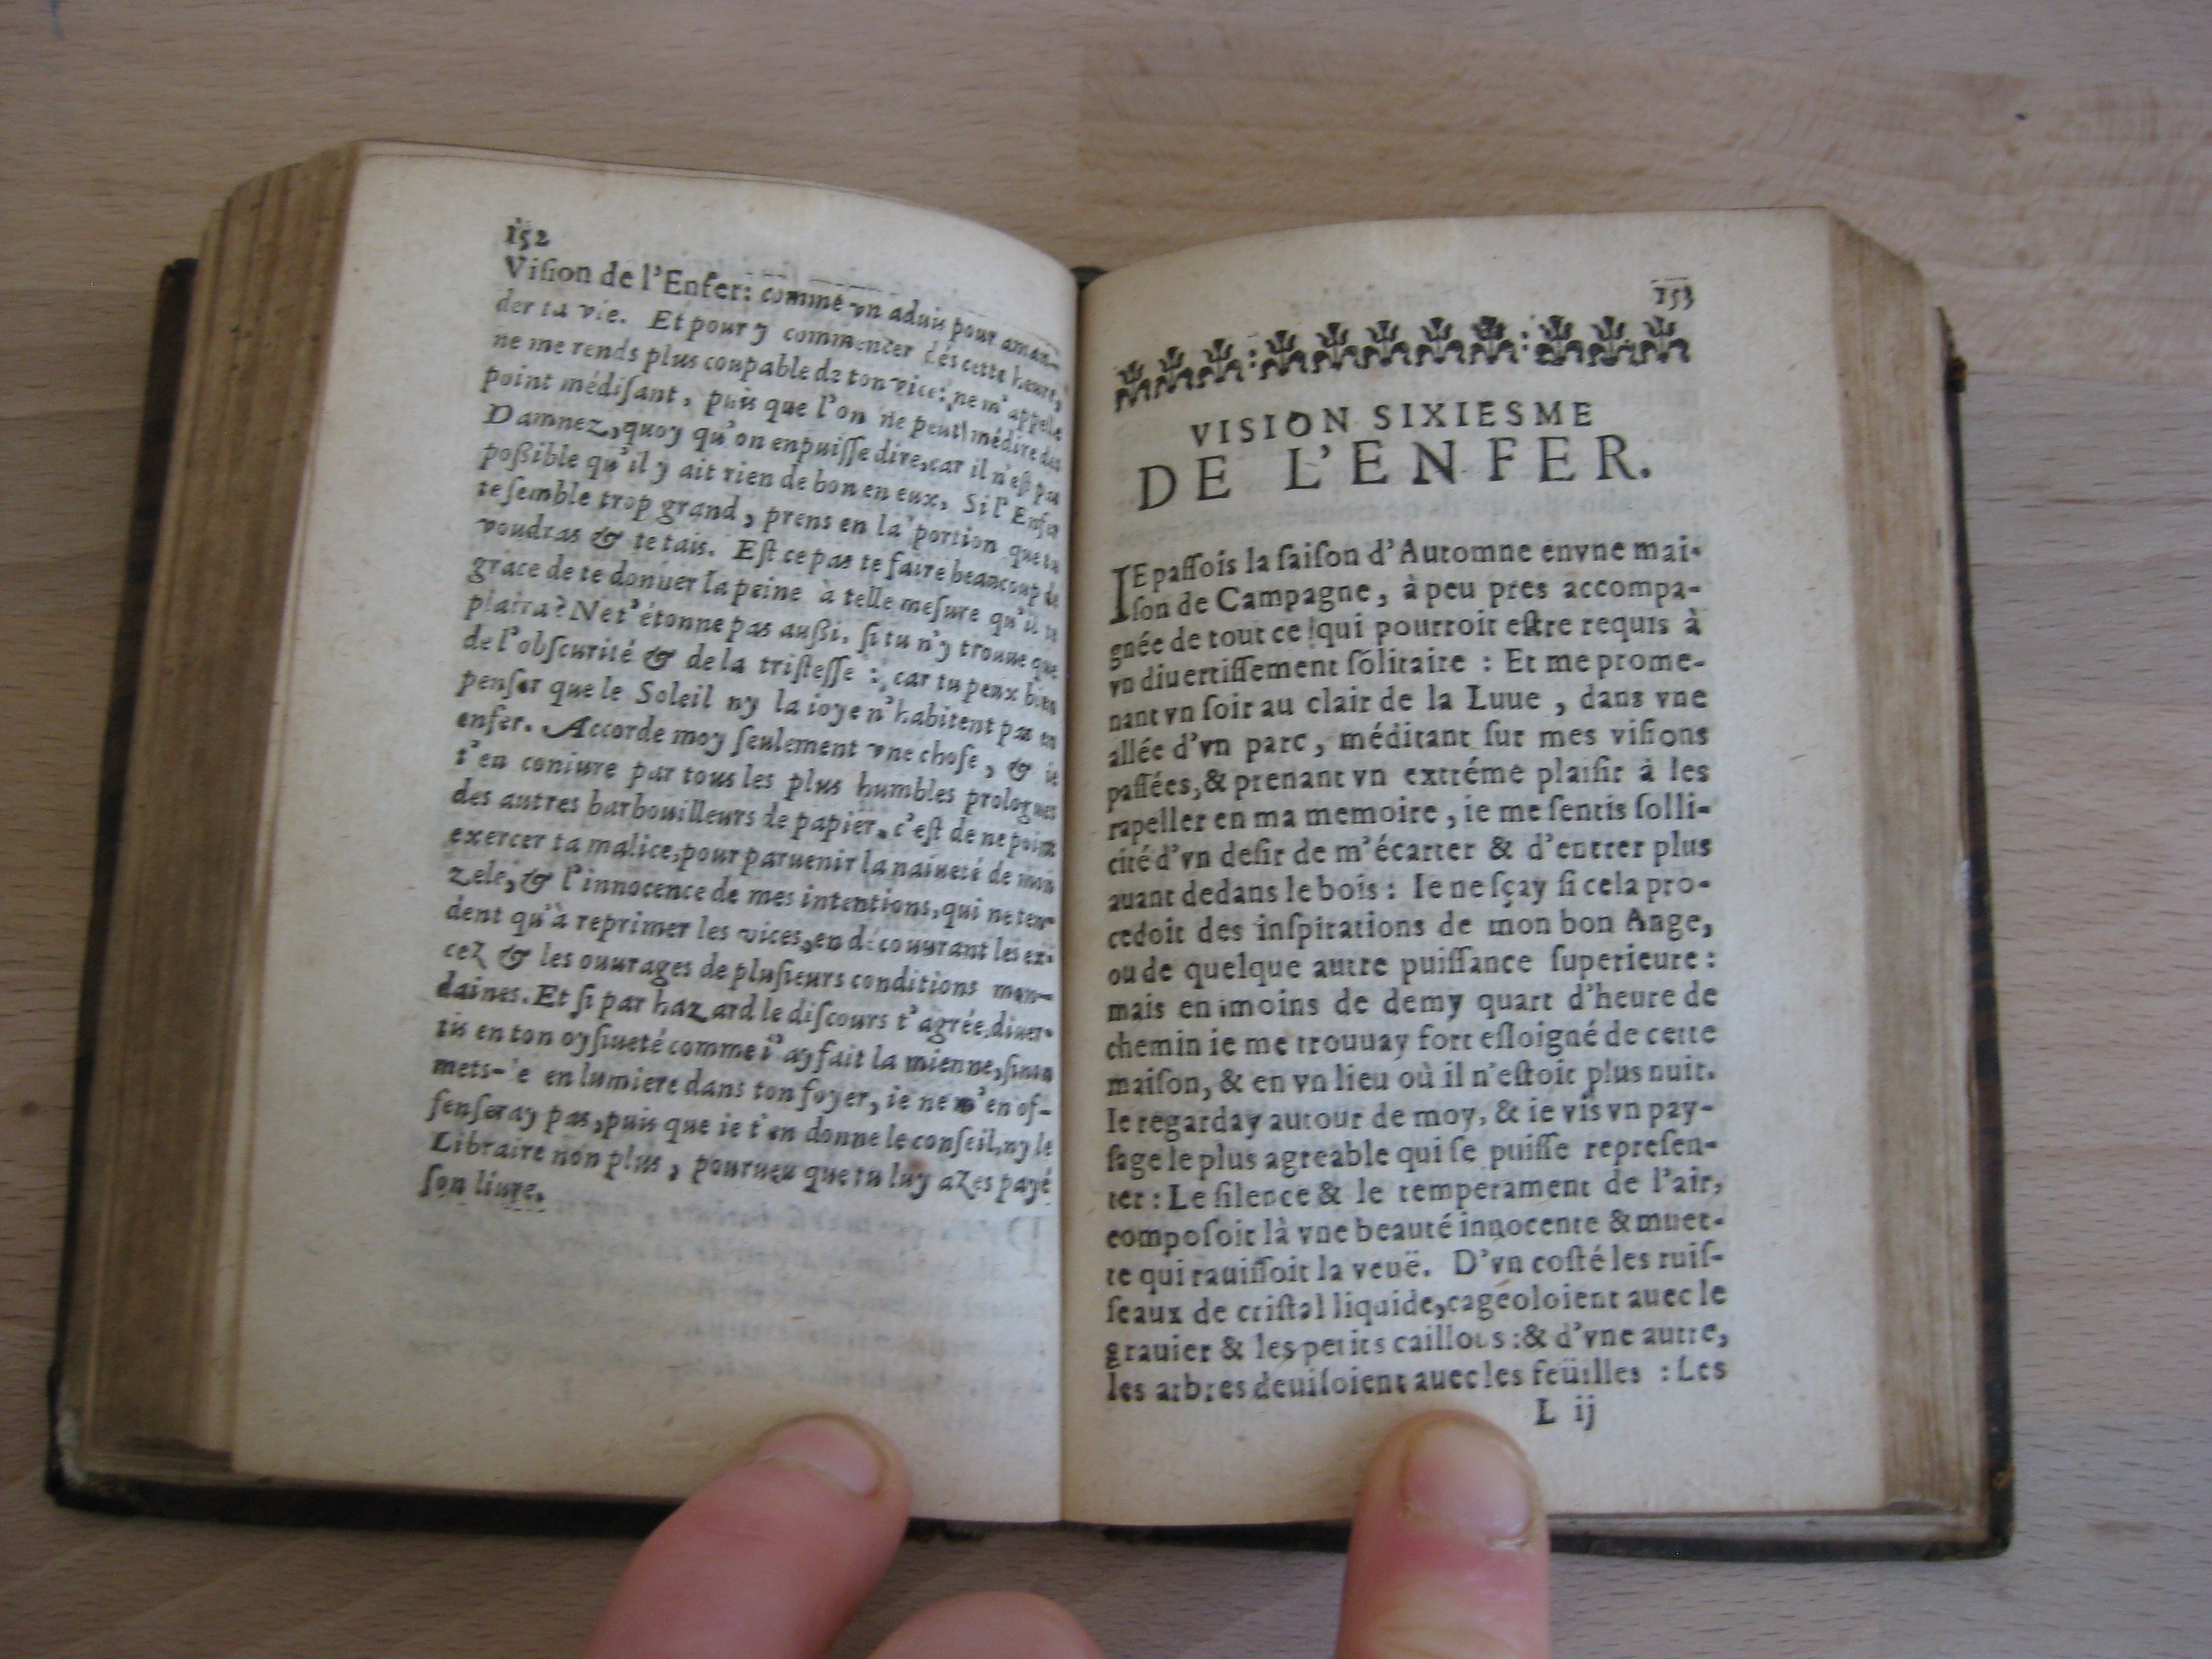 152
Viſion de l'Enfer: comme vn aduis pour aman-
der ta vie. Et pour y commencer dés cette heure,
ne me rends plus coupable de ton vice: ne m'appelle
point médiſant, puis que l'on ne peut médire des
Damnez, quoy qu'on en puiſſe dire, car il n'eſt pas
poßible qu'il y ait rien de bon en eux. Si l'Enfer
te ſemble trop grand, prens en la portion que tu
voudras & te tais. Eſt ce pas te faire beaucoup de
grace de te donner la peine à telle meſure qu'il te
plaira? Ne t'étonne pas außi, ſi tu n'y trouue que
de l'obſcurité & de la triſteſſe : car tu peux bien
penſer que le Soleil ny la ioye n'habitent pas en
enfer. Accorde moy ſeulement vne choſe, & ie
t'en coniure par tous les plus humbles prologues
des autres barbouilleurs de papier, c'eſt de ne point
exercer ta malice, pour paruenir la naiueté de mon
zele, & l'innocence de mes intentions, qui ne ten-
dent qu'à reprimer les vices, en décourant les ex-
cez & les ouurages de pluſieurs conditions mon-
daines. Et ſi par hazard le diſcours t'agrée, diuer-
tis en ton oyſiueté comme i'ay fait la mienne, ſinon
mets-le en lumiere dans ton foyer, ie ne m'en of-
fenſeray pas, puis que ie t'en donne le conſeil, ny le
Libraire non plus, pourueu que tu luy ayes payé
ſon liure.
153
VISION SIXIESME
DE L'ENFER.
IE paſſois la ſaiſon d'Automne en vne mai-
ſon de Campagne, à peu pres accompa-
gnée de tout ce qui pourroit eſtre requis à
vn diuertiſſement ſolitaire : Et me prome-
nant vn ſoir au clair de la Luue, dans vne
allée d'vn parc, méditant ſur mes viſions
paſſées, & prenant vn extréme plaiſir à les
rapeller en ma memoire, ie me ſentis ſolli-
cité d'vn deſir de m'écarter & d'entrer plus
auant dedans le bois : Ie ne ſçay ſi cela pro-
cedoit des inſpirations de mon bon Ange,
ou de quelque autre puiſſance ſuperieure :
mais en moins de demy quart d'heure de
chemin ie me trouuay fort eſloigné de cette
maiſon, & en vn lieu où il n'eſtoit plus nuit.
Ie regarday autour de moy, & ie vis vn pay-
ſage le plus agreable qui ſe puiſſe repreſen-
ter : Le ſilence & le temperament de l'air,
compoſoit là vne beauté innocente & muet-
te qui rauiſſoit la veuë. D'vn coſté les ruiſ-
ſeaux de criſtal liquide, cageoloient auec le
grauier & les petits caillous : & d'vne autre,
les arbres deuiſoient auec les feüilles : Les
L ij